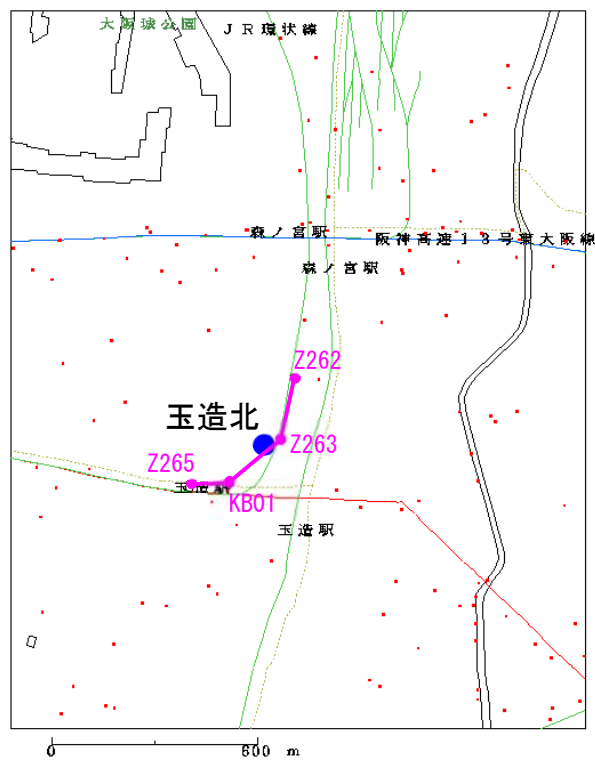 大阪城公園
JR環状線
森ノ宮駅
阪神高速13号東大阪線
森ノ宮駅
Z262
玉造北
Z263
Z265
KB01
玉造駅
0 600 m